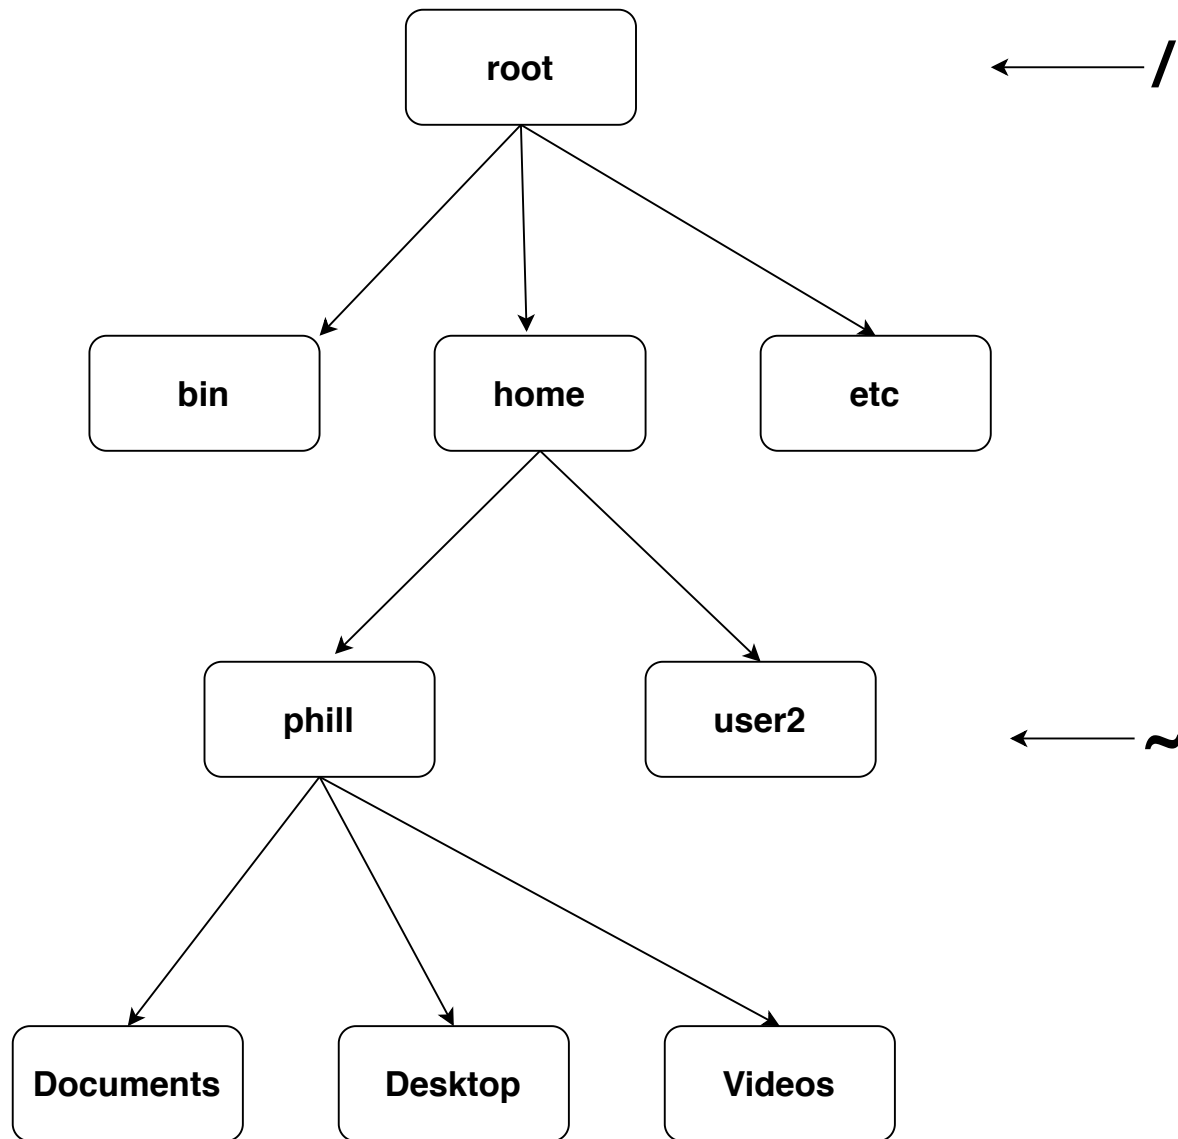 root
/
bin
home
etc
phill
user2
~
Documents
Desktop
Videos